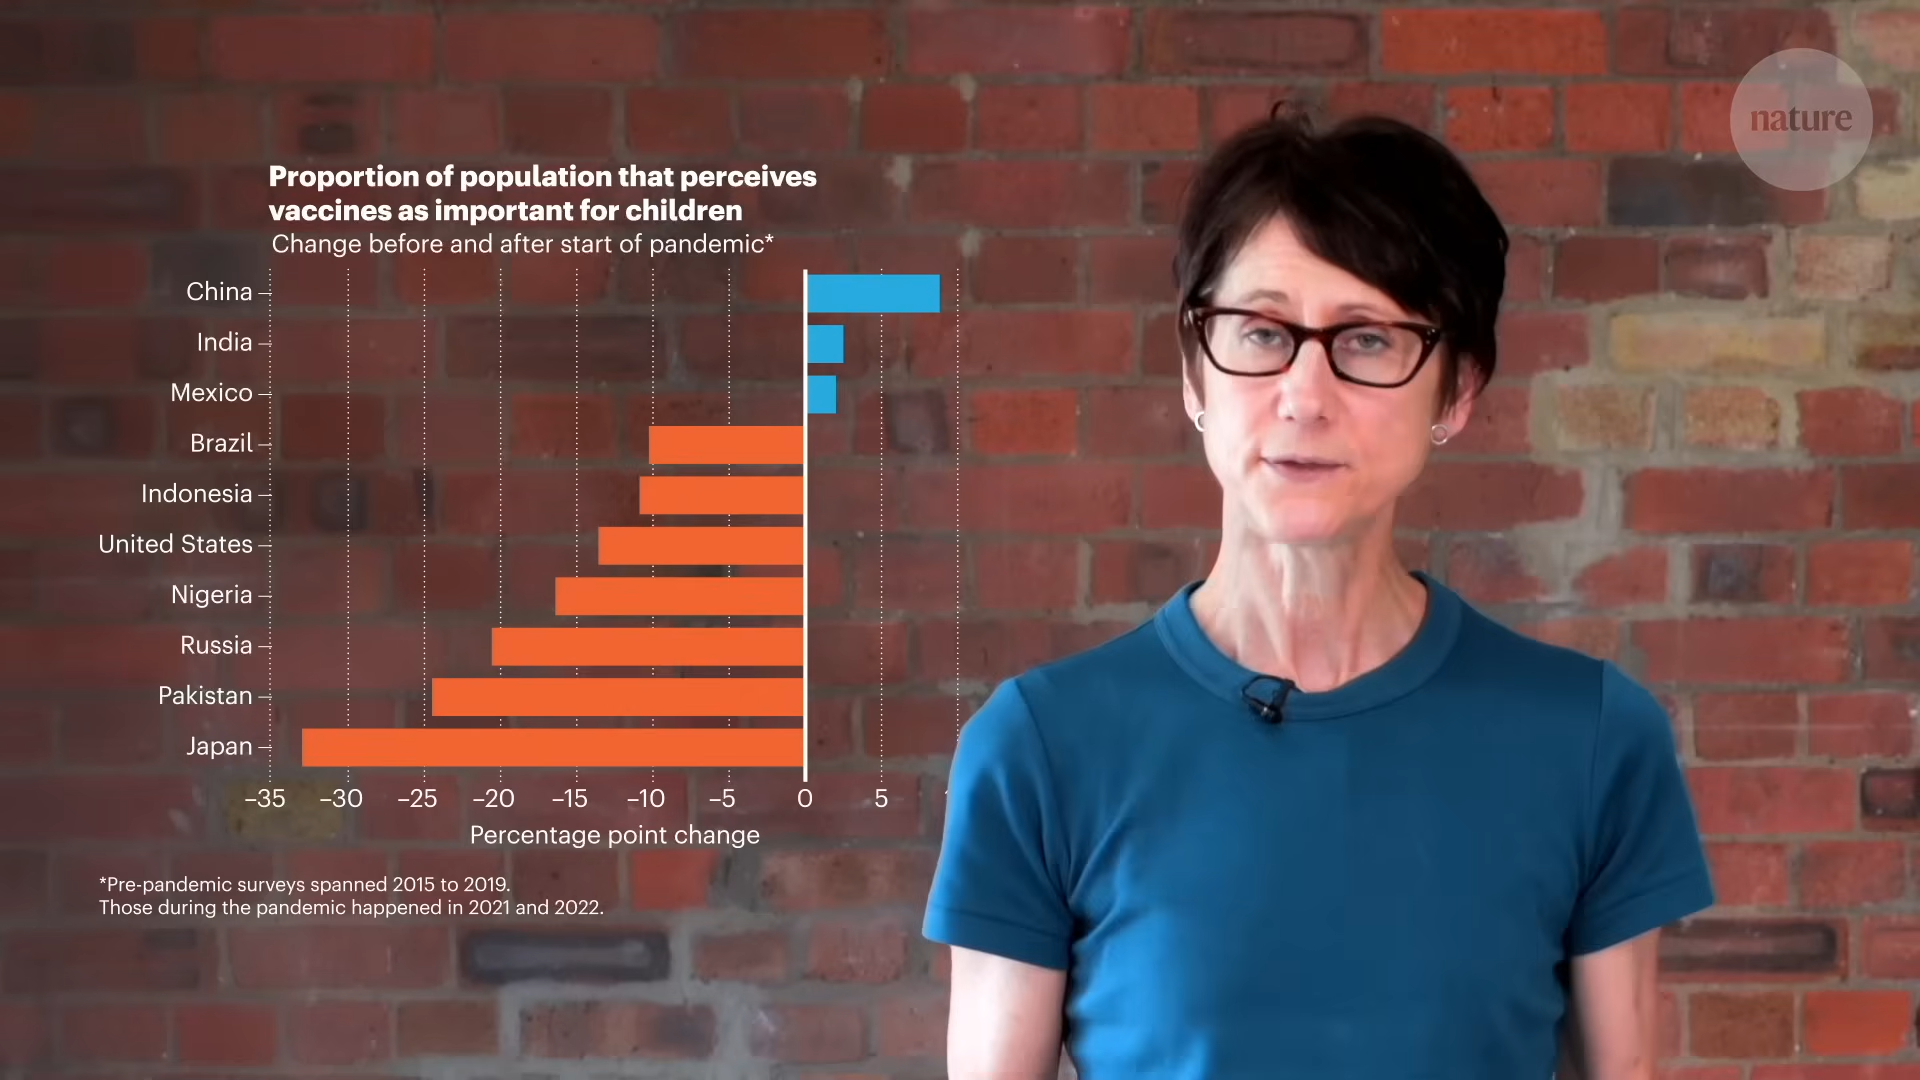 nature
Proportion of population that perceives
vaccines as important for children
Change before and after start of pandemic*
China
India
Mexico
Brazil
Indonesia
United States
Nigeria
Russia
Pakistan
Japan
–35 –30 –25 –20 –15 –10 –5 0 5
Percentage point change
*Pre-pandemic surveys spanned 2015 to 2019.
Those during the pandemic happened in 2021 and 2022.